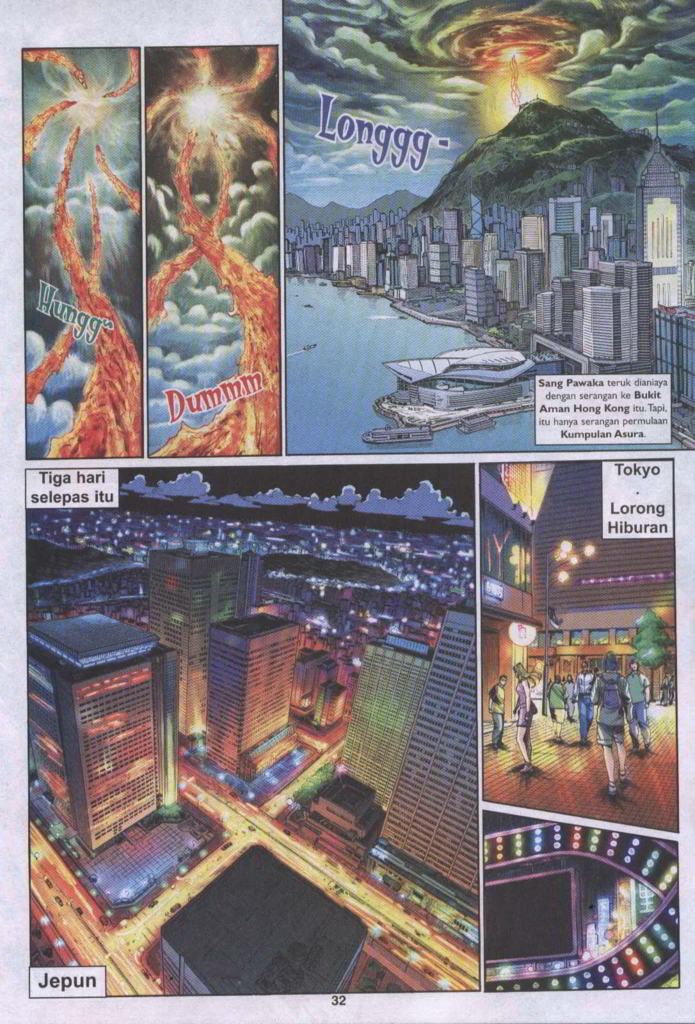 Hungg~
Dummm
Longgg-
Sang Pawaka teruk dianiaya
dengan serangan ke Bukit
Aman Hong Kong itu. Tapi,
itu hanya serangan permulaan
Kumpulan Asura.
Tiga hari
selepas itu
Jepun
Tokyo
·
Lorong
Hiburan
32